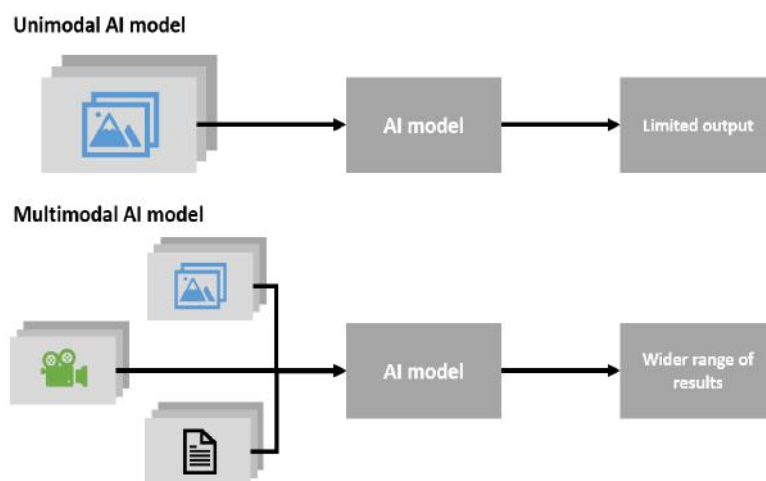 Unimodal AI model
AI model
Limited output
Multimodal AI model
AI model
Wider range of
results